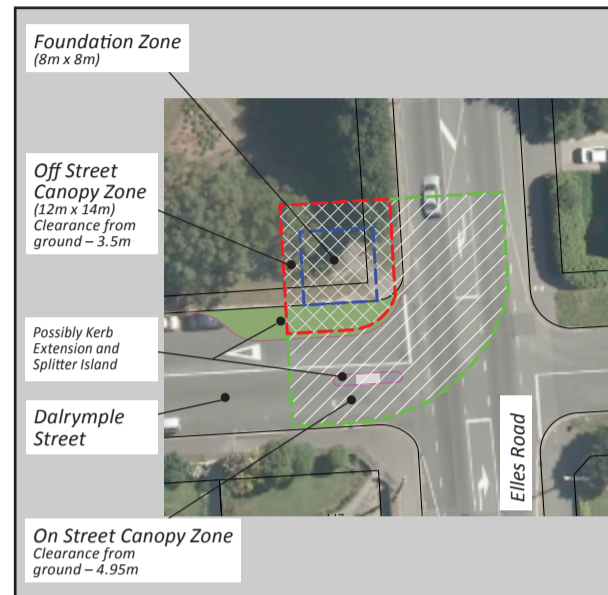 Foundation Zone
(8m x 8m)
Off Street
Canopy Zone
(12m x 14m)
Clearance from
ground – 3.5m
Possibly Kerb
Extension and
Splitter Island
Dalrymple
Street
Elles Road
On Street Canopy Zone
Clearance from
ground – 4.95m